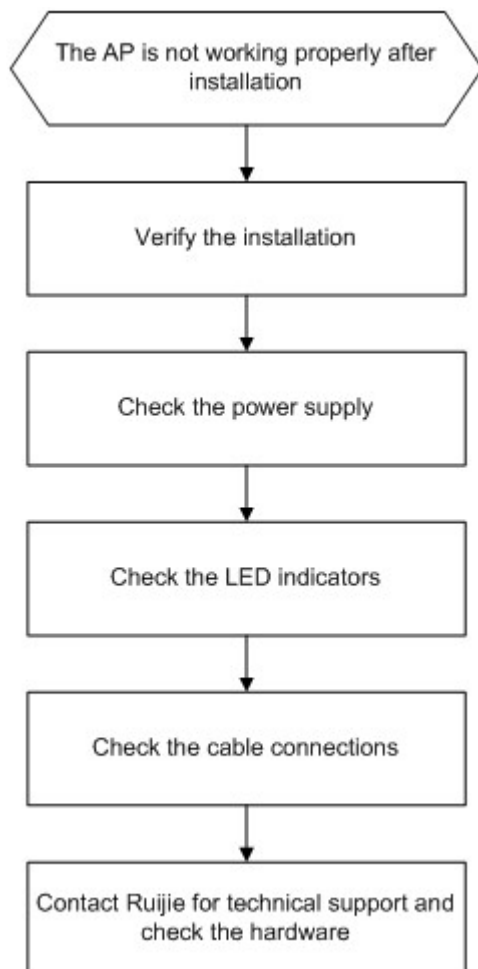 The AP is not working properly after
installation
Verify the installation
Check the power supply
Check the LED indicators
Check the cable connections
Contact Ruijie for technical support and
check the hardware